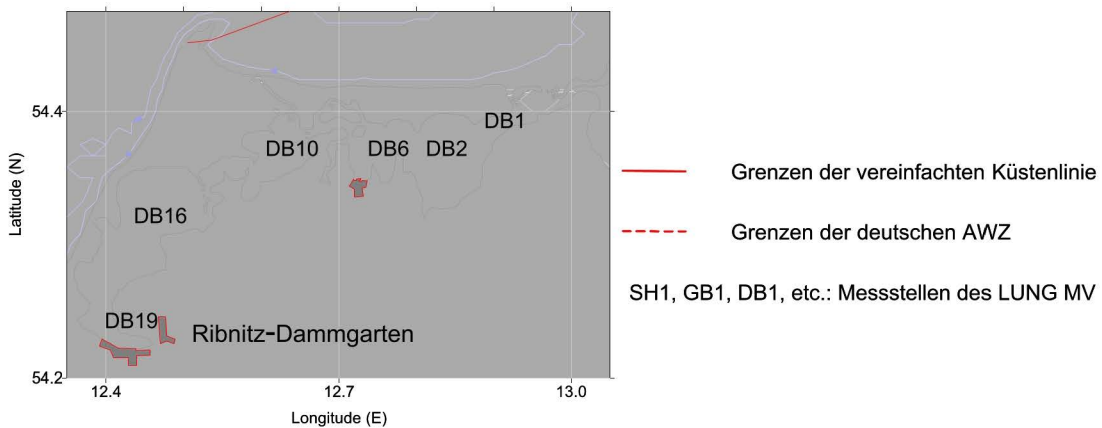 54.4
DB1
DB10
DB6
DB2
DB16
DB19
Ribnitz-Dammgarten
54.2
12.4
12.7
13.0
Latitude (N)
Longitude (E)
Grenzen der vereinfachten Küstenlinie
Grenzen der deutschen AWZ
SH1, GB1, DB1, etc.: Messstellen des LUNG MV